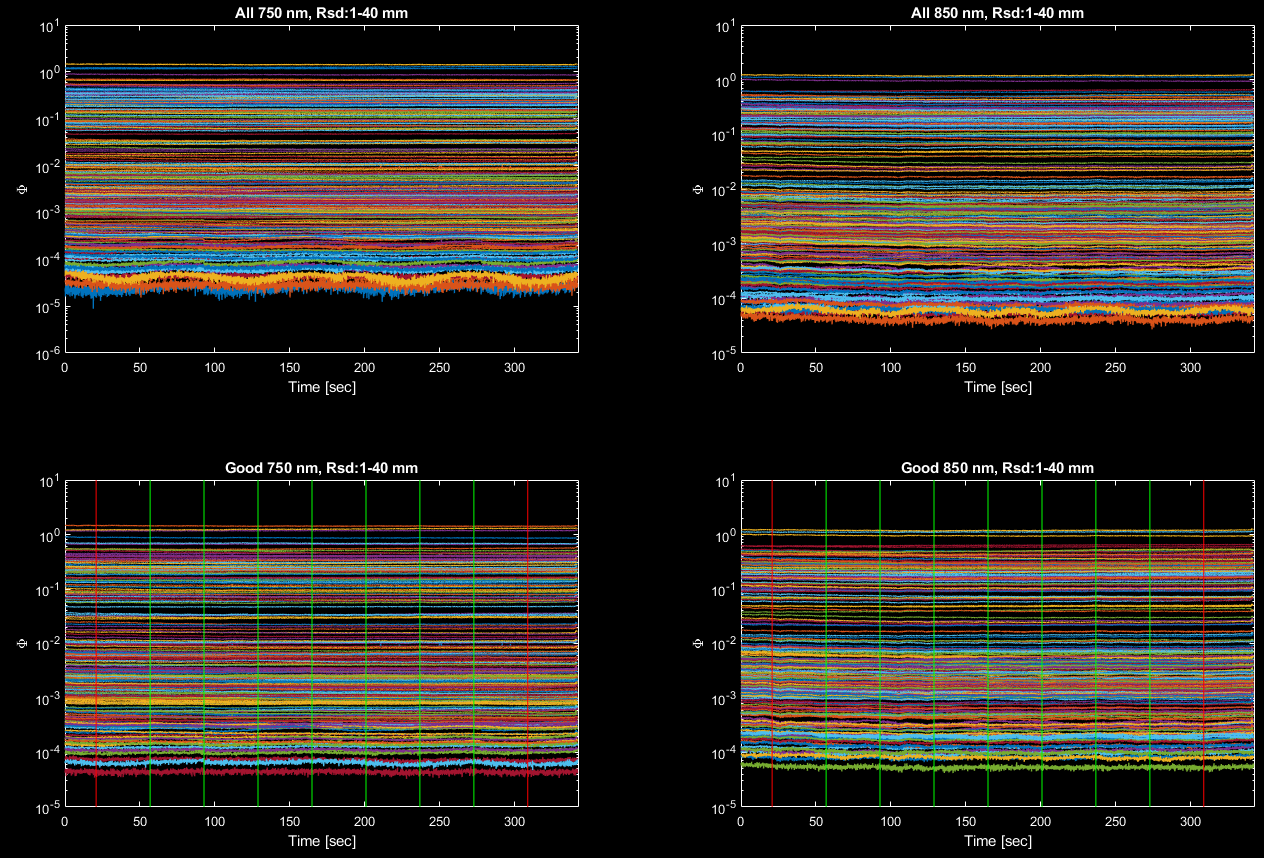 All 750 nm, Rsd:1-40 mm
10^1
10^0
10^-1
10^-2
10^-3
10^-4
10^-5
10^-6
Φ
0 50 100 150 200 250 300
Time [sec]
All 850 nm, Rsd:1-40 mm
10^1
10^0
10^-1
10^-2
10^-3
10^-4
10^-5
Φ
0 50 100 150 200 250 300
Time [sec]
Good 750 nm, Rsd:1-40 mm
10^1
10^0
10^-1
10^-2
10^-3
10^-4
10^-5
Φ
0 50 100 150 200 250 300
Time [sec]
Good 850 nm, Rsd:1-40 mm
10^1
10^0
10^-1
10^-2
10^-3
10^-4
10^-5
Φ
0 50 100 150 200 250 300
Time [sec]